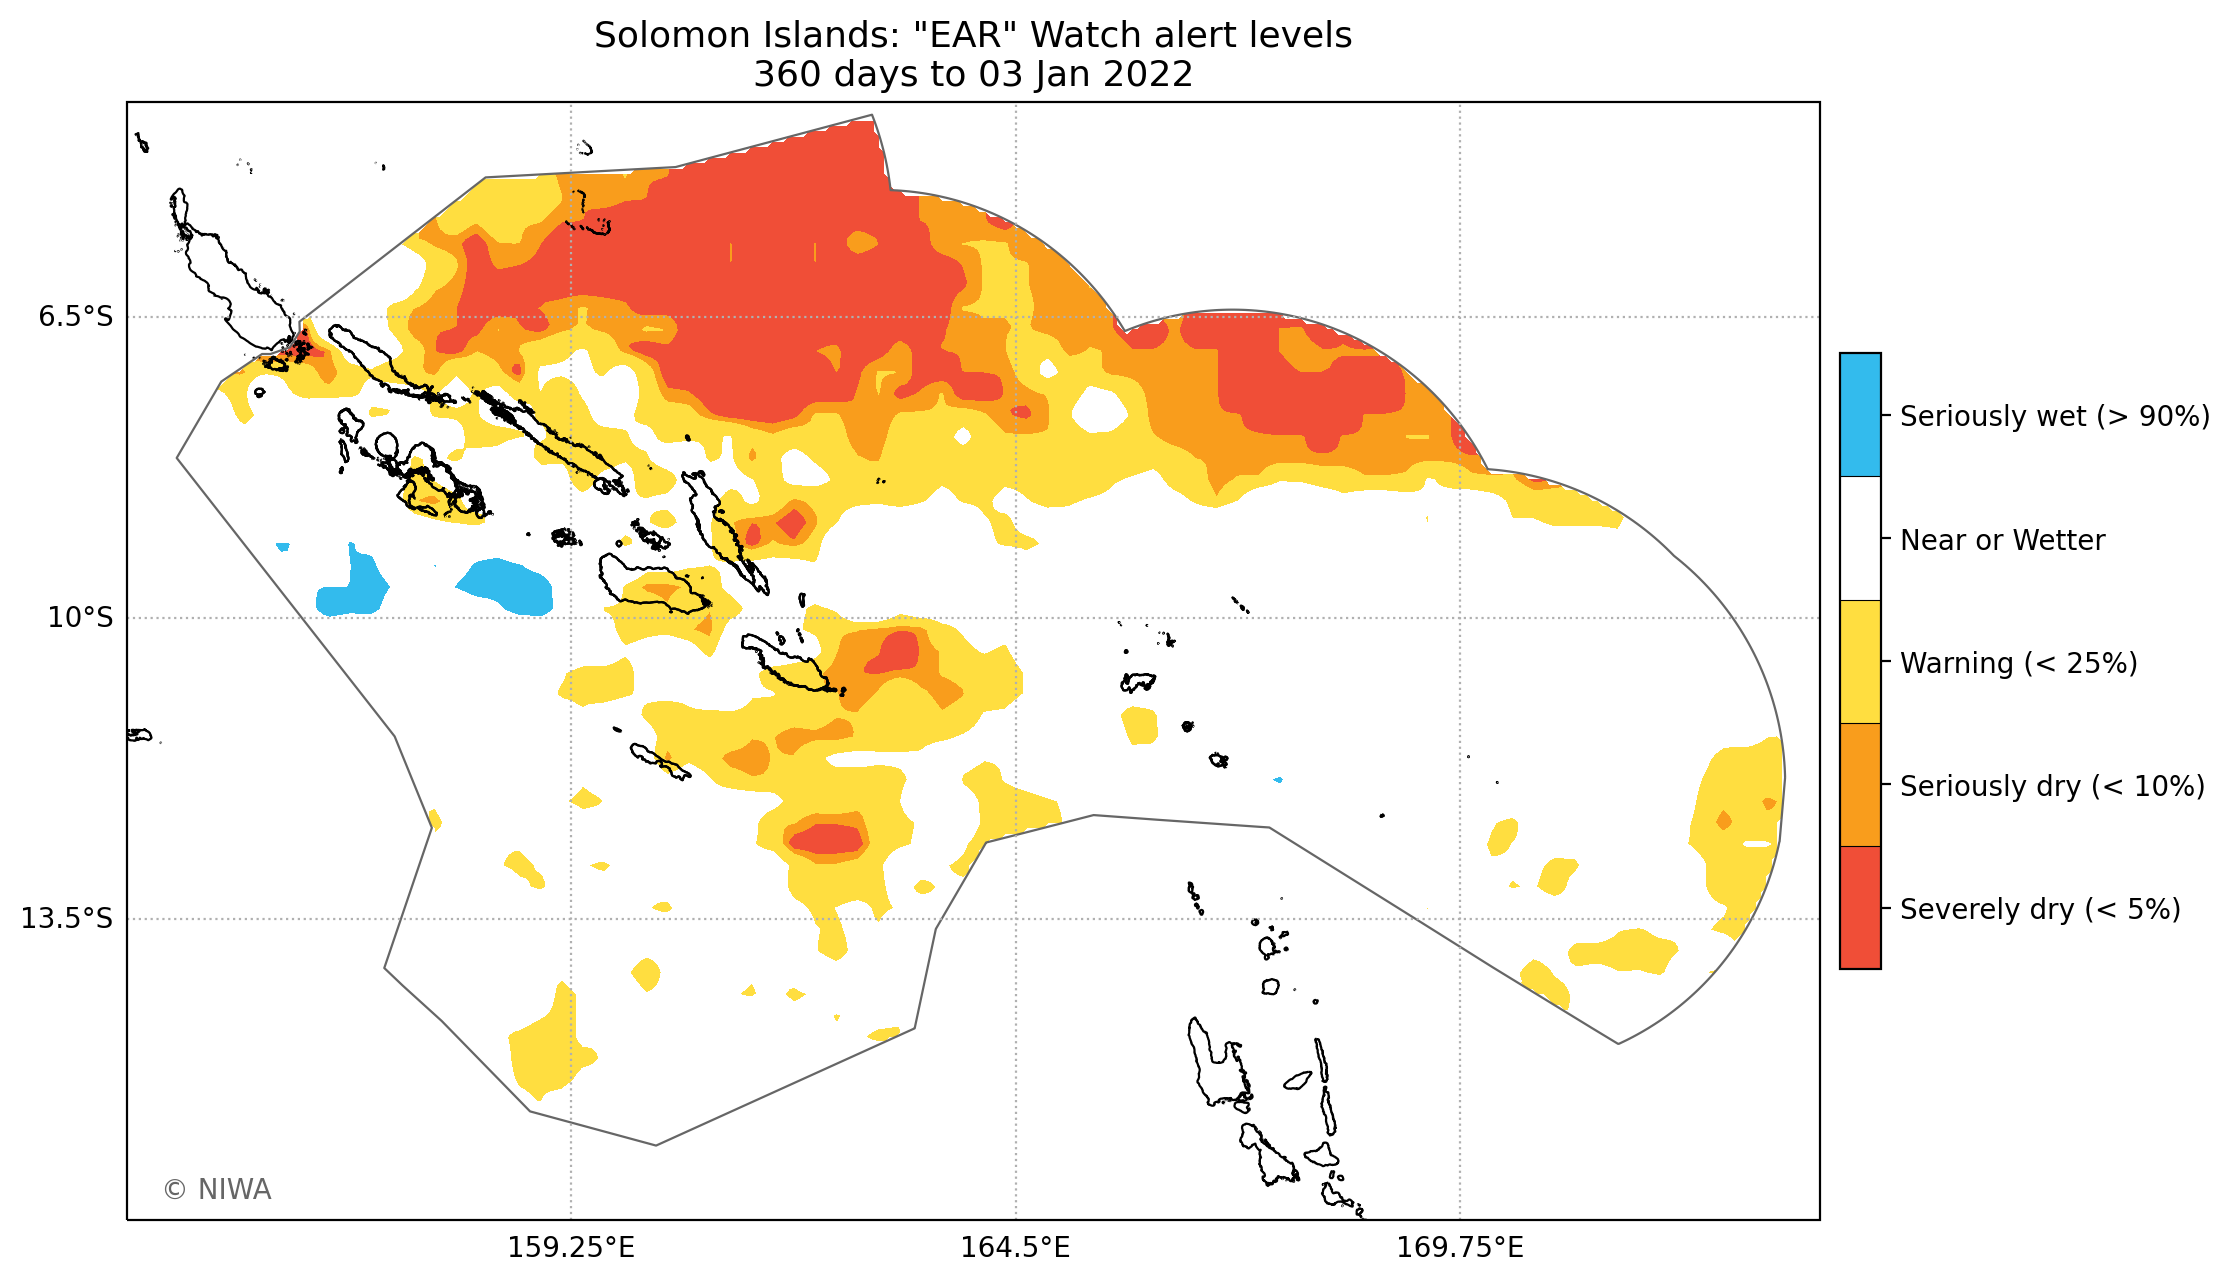 Solomon Islands: "EAR" Watch alert levels
360 days to 03 Jan 2022
6.5°S
10°S
13.5°S
159.25°E
164.5°E
169.75°E
Seriously wet (> 90%)
Near or Wetter
Warning (< 25%)
Seriously dry (< 10%)
Severely dry (< 5%)
© NIWA